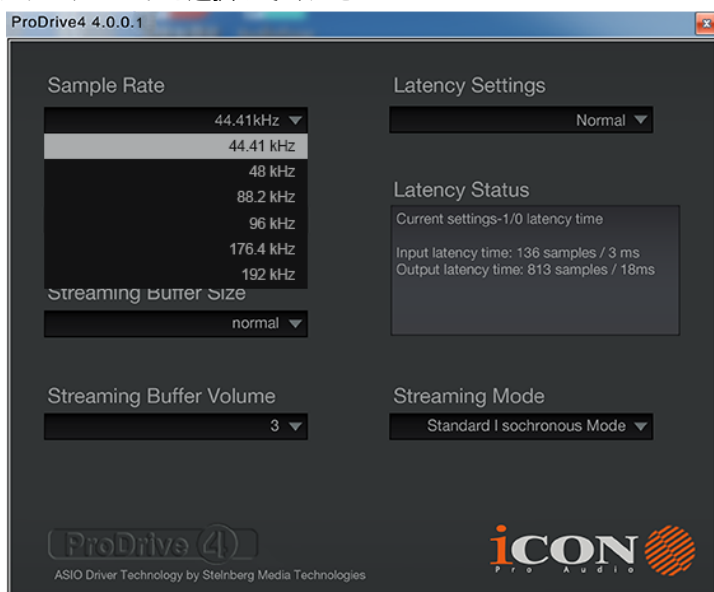 ProDrive4 4.0.0.1
Sample Rate
44.41kHz
44.41 kHz
48 kHz
88.2 kHz
96 kHz
176.4 kHz
192 kHz
Streaming Buffer Size
normal
Streaming Buffer Volume
3
Latency Settings
Normal
Latency Status
Current settings-1/0 latency time
Input latency time: 136 samples / 3 ms
Output latency time: 813 samples / 18ms
Streaming Mode
Standard I sochronous Mode
ProDrive 4
ASIO Driver Technology by Steinberg Media Technologies
iCON
Pro Audio